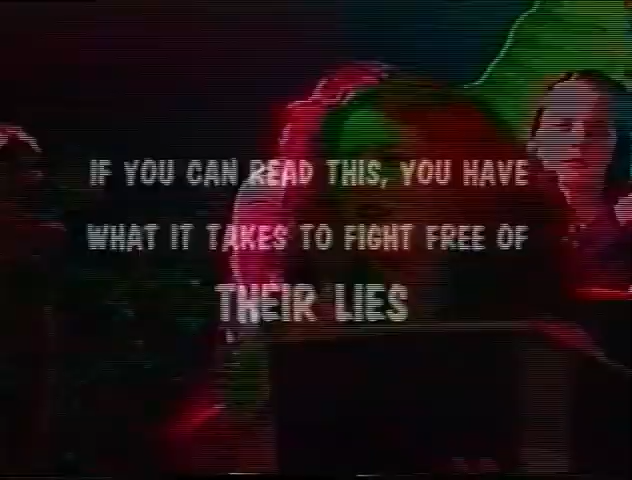 IF YOU CAN READ THIS, YOU HAVE
WHAT IT TAKES TO FIGHT FREE OF
THEIR LIES